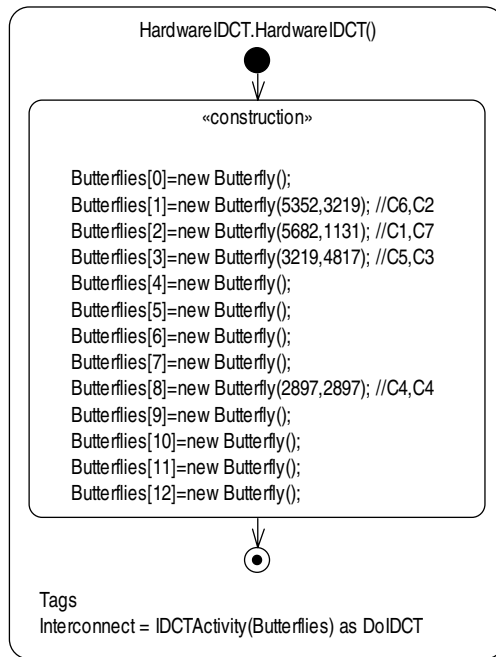 HardwareIDCT.HardwareIDCT()
«construction»
Butterflies[0]=new Butterfly();
Butterflies[1]=new Butterfly(5352,3219); //C6,C2
Butterflies[2]=new Butterfly(5682,1131); //C1,C7
Butterflies[3]=new Butterfly(3219,4817); //C5,C3
Butterflies[4]=new Butterfly();
Butterflies[5]=new Butterfly();
Butterflies[6]=new Butterfly();
Butterflies[7]=new Butterfly();
Butterflies[8]=new Butterfly(2897,2897); //C4,C4
Butterflies[9]=new Butterfly();
Butterflies[10]=new Butterfly();
Butterflies[11]=new Butterfly();
Butterflies[12]=new Butterfly();
Tags
Interconnect = IDCTActivity(Butterflies) as DoIDCT